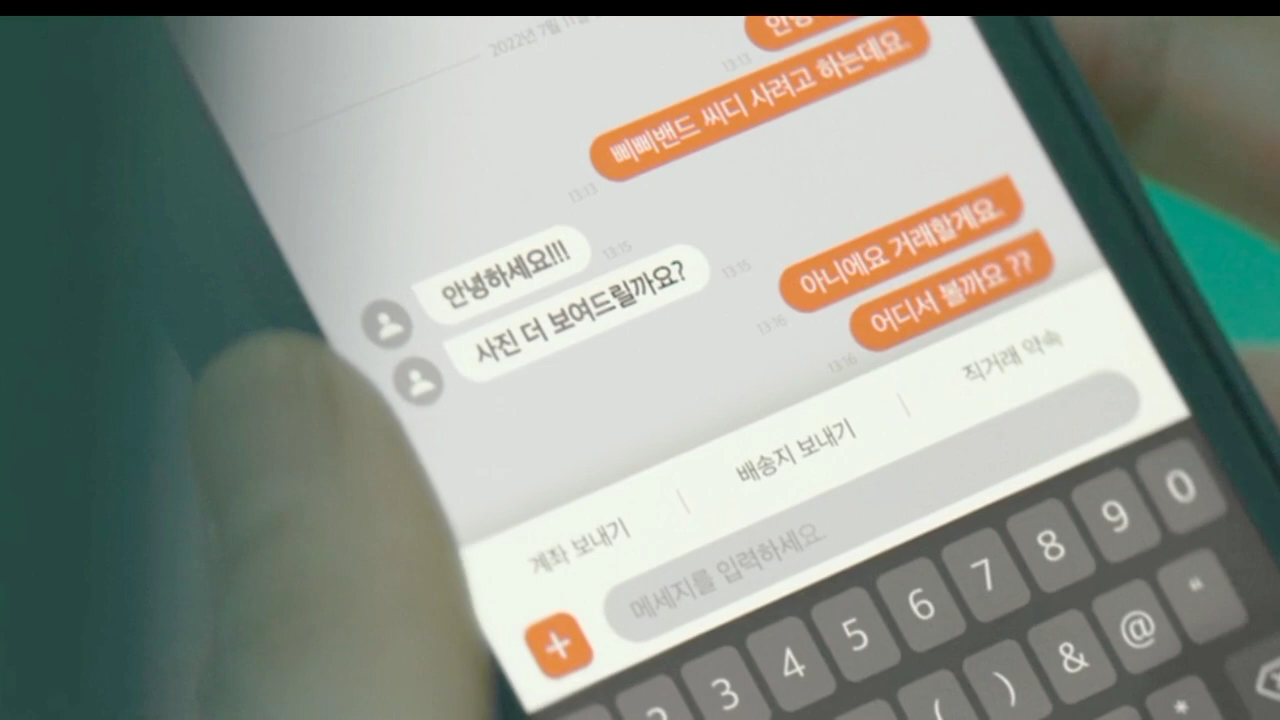 2022년 7월 11일
13:13
삐삐밴드 씨디 사려고 하는데요.
13:13
안녕하세요!!!
13:15
사진 더 보여드릴까요?
13:15
아니에요 거래할게요.
13:16
어디서 볼까요 ??
13:16
계좌 보내기
배송지 보내기
직거래 약속
메세지를 입력하세요.
+
2 3 4 5 6 7 8 9 0
( ) & @ “
*